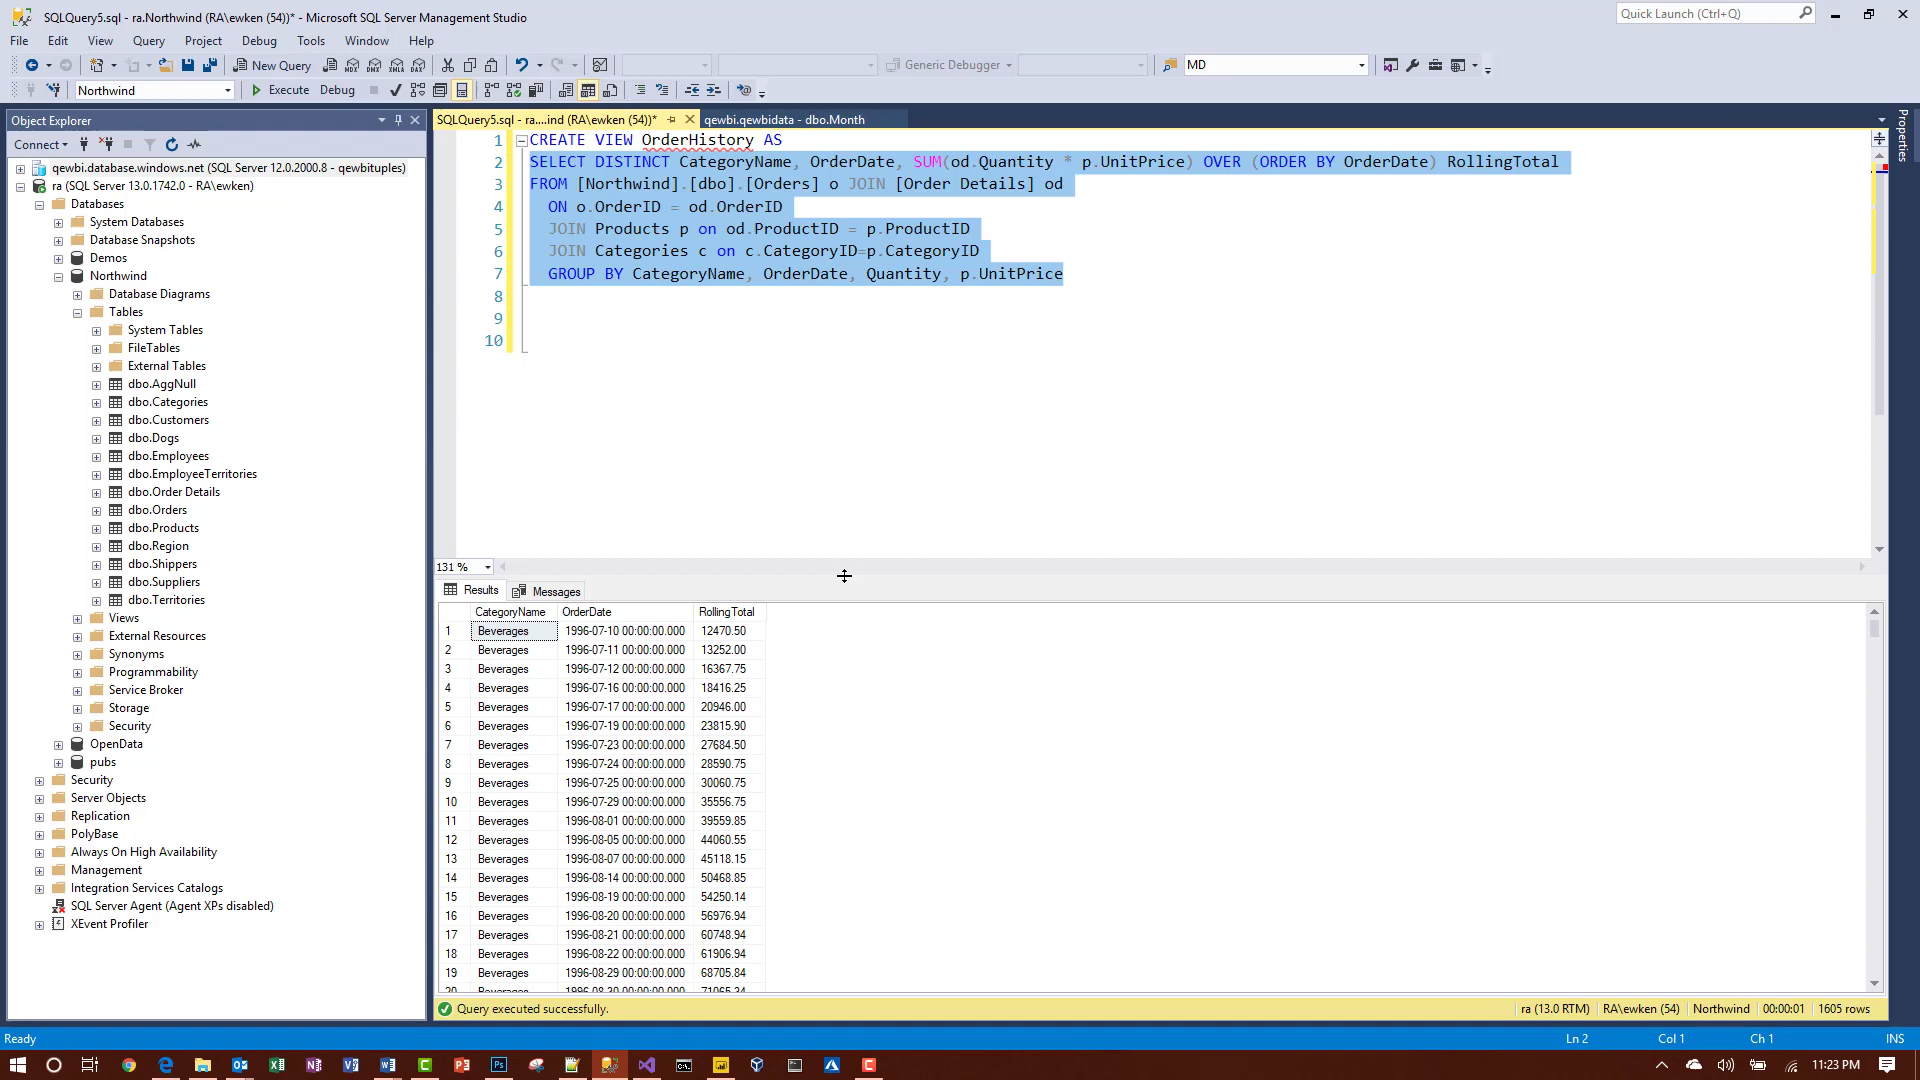 SQLQuery5.sql - ra.Northwind (RA\ewken (54))* - Microsoft SQL Server Management Studio
Quick Launch (Ctrl+Q)
File Edit View Query Project Debug Tools Window Help
New Query
MDX DMX XMLA DAX
Generic Debugger
MD
Northwind
Execute Debug
Object Explorer
SQLQuery5.sql - ra....ind (RA\ewken (54))*
qewbi.qewbidata - dbo.Month
Properties
Connect
qewbi.database.windows.net (SQL Server 12.0.2000.8 - qewbituples)
ra (SQL Server 13.0.1742.0 - RA\ewken)
Databases
System Databases
Database Snapshots
Demos
Northwind
Database Diagrams
Tables
System Tables
FileTables
External Tables
dbo.AggNull
dbo.Categories
dbo.Customers
dbo.Dogs
dbo.Employees
dbo.EmployeeTerritories
dbo.Order Details
dbo.Orders
dbo.Products
dbo.Region
dbo.Shippers
dbo.Suppliers
dbo.Territories
Views
External Resources
Synonyms
Programmability
Service Broker
Storage
Security
OpenData
pubs
Security
Server Objects
Replication
PolyBase
Always On High Availability
Management
Integration Services Catalogs
SQL Server Agent (Agent XPs disabled)
XEvent Profiler
1 CREATE VIEW OrderHistory AS
2 SELECT DISTINCT CategoryName, OrderDate, SUM(od.Quantity * p.UnitPrice) OVER (ORDER BY OrderDate) RollingTotal
3 FROM [Northwind].[dbo].[Orders] o JOIN [Order Details] od
4 ON o.OrderID = od.OrderID
5 JOIN Products p on od.ProductID = p.ProductID
6 JOIN Categories c on c.CategoryID=p.CategoryID
7 GROUP BY CategoryName, OrderDate, Quantity, p.UnitPrice
8
9
10
131 %
Results Messages
CategoryName OrderDate RollingTotal
1 Beverages 1996-07-10 00:00:00.000 12470.50
2 Beverages 1996-07-11 00:00:00.000 13252.00
3 Beverages 1996-07-12 00:00:00.000 16367.75
4 Beverages 1996-07-16 00:00:00.000 18416.25
5 Beverages 1996-07-17 00:00:00.000 20946.00
6 Beverages 1996-07-19 00:00:00.000 23815.90
7 Beverages 1996-07-23 00:00:00.000 27684.50
8 Beverages 1996-07-24 00:00:00.000 28590.75
9 Beverages 1996-07-25 00:00:00.000 30060.75
10 Beverages 1996-07-29 00:00:00.000 35556.75
11 Beverages 1996-08-01 00:00:00.000 39559.85
12 Beverages 1996-08-05 00:00:00.000 44060.55
13 Beverages 1996-08-07 00:00:00.000 45118.15
14 Beverages 1996-08-14 00:00:00.000 50468.85
15 Beverages 1996-08-19 00:00:00.000 54250.14
16 Beverages 1996-08-20 00:00:00.000 56976.94
17 Beverages 1996-08-21 00:00:00.000 60748.94
18 Beverages 1996-08-22 00:00:00.000 61906.94
19 Beverages 1996-08-29 00:00:00.000 68705.84
20 Beverages 1996-08-30 00:00:00.000 71065.34
Query executed successfully.
ra (13.0 RTM) RA\ewken (54) Northwind 00:00:01 1605 rows
Ready
Ln 2 Col 1 Ch 1 INS
11:23 PM